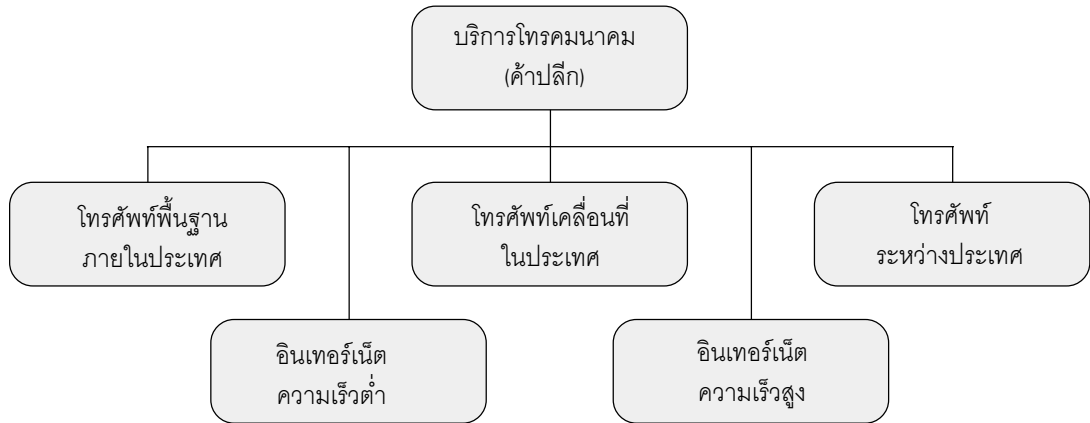 บริการโทรคมนาคม
(ค้าปลีก)
โทรศัพท์พื้นฐาน
ภายในประเทศ
โทรศัพท์เคลื่อนที่
ในประเทศ
โทรศัพท์
ระหว่างประเทศ
อินเทอร์เน็ต
ความเร็วต่ำ
อินเทอร์เน็ต
ความเร็วสูง